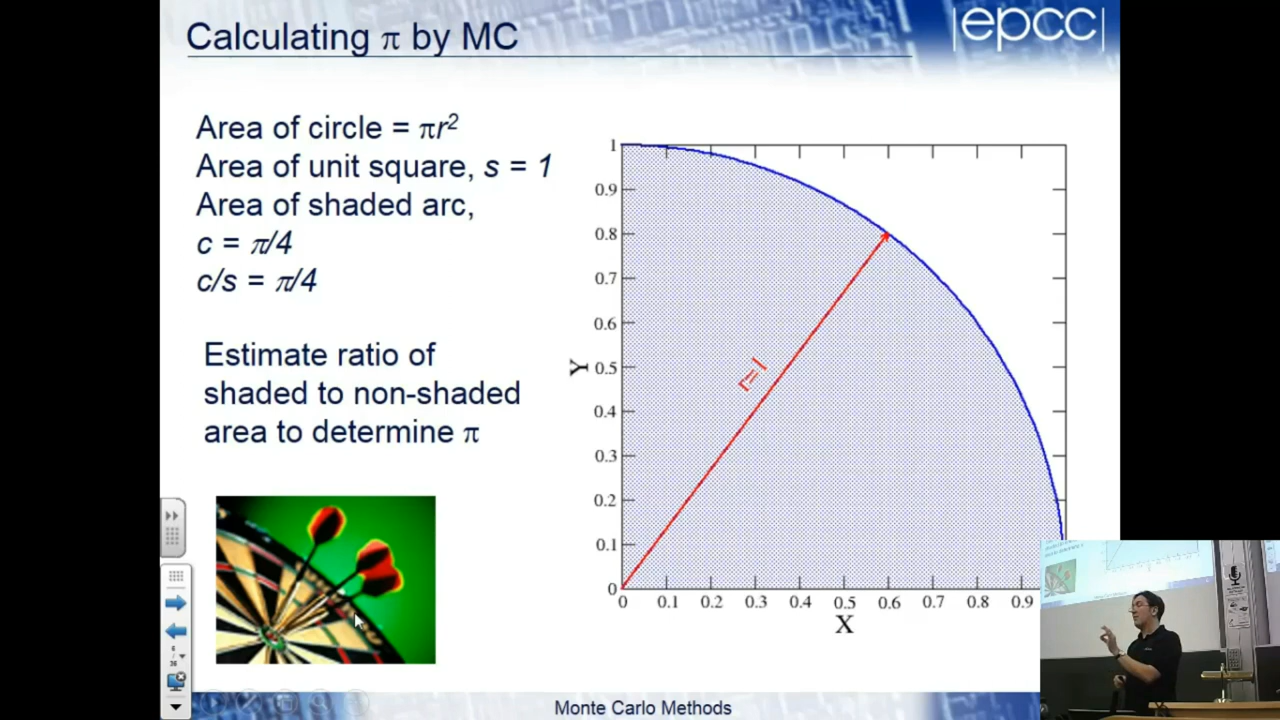 Calculating π by MC
|epcc|
Area of circle = πr²
Area of unit square, s = 1
Area of shaded arc,
c = π/4
c/s = π/4
Estimate ratio of
shaded to non-shaded
area to determine π
1
0.9
0.8
0.7
0.6
0.5
0.4
0.3
0.2
0.1
0
Y
r=1
0 0.1 0.2 0.3 0.4 0.5 0.6 0.7 0.8 0.9
X
6
/
36
Monte Carlo Methods